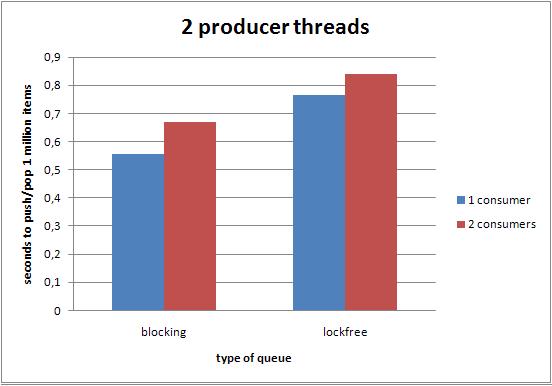 2 producer threads
seconds to push/pop 1 million items
0,9
0,8
0,7
0,6
0,5
0,4
0,3
0,2
0,1
0
blocking
lockfree
type of queue
1 consumer
2 consumers